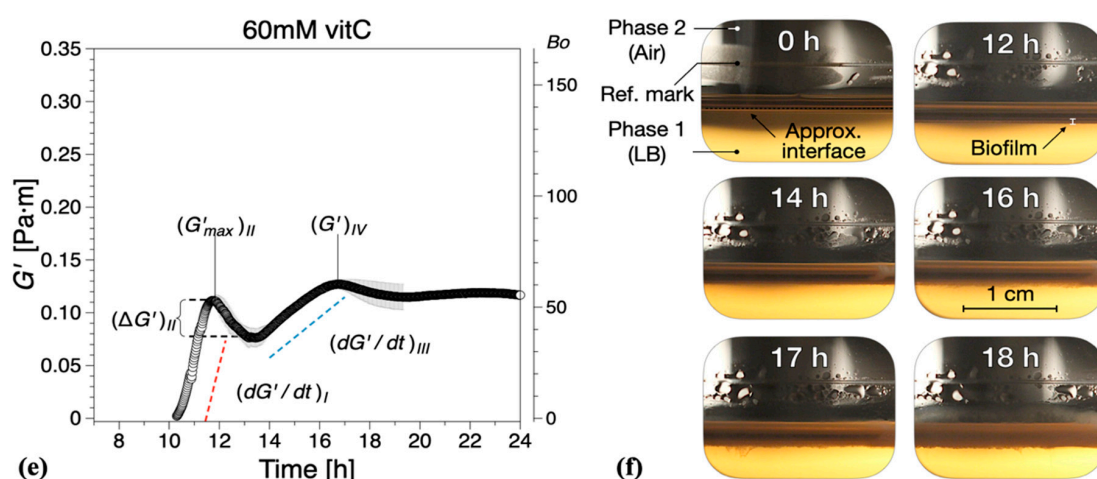 60mM vitC
G' [Pa·m]
0.35
0.30
0.25
0.20
0.15
0.10
0.05
0
Bo
150
100
50
0
(G'max)II
(G')IV
(ΔG')II
(dG'/dt)III
(dG'/dt)I
8 10 12 14 16 18 20 22 24
Time [h]
(e)
Phase 2
(Air)
Ref. mark
Phase 1
(LB)
0 h
Approx.
interface
12 h
Biofilm
14 h
16 h
1 cm
17 h
18 h
(f)